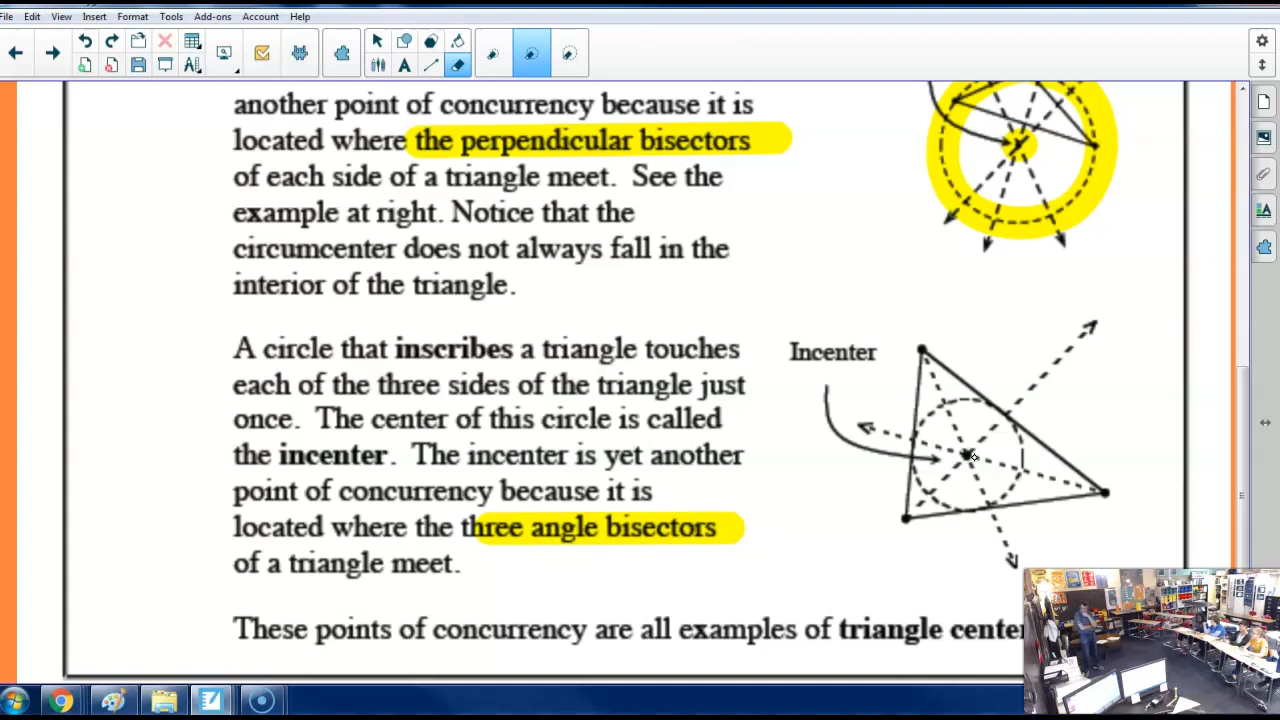 File Edit View Insert Format Tools Add-ons Account Help
another point of concurrency because it is
located where the perpendicular bisectors
of each side of a triangle meet. See the
example at right. Notice that the
circumcenter does not always fall in the
interior of the triangle.
A circle that inscribes a triangle touches
each of the three sides of the triangle just
once. The center of this circle is called
the incenter. The incenter is yet another
point of concurrency because it is
located where the three angle bisectors
of a triangle meet.
Incenter
These points of concurrency are all examples of triangle center